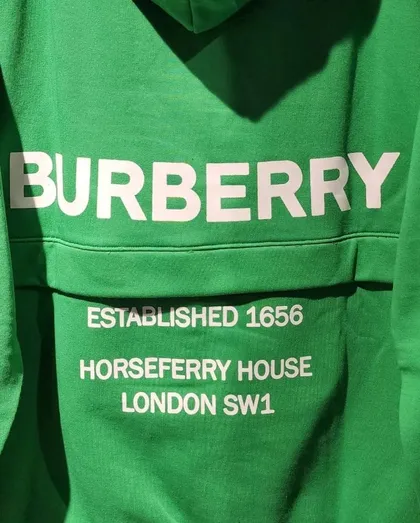 BURBERRY
ESTABLISHED 1656
HORSEFERRY HOUSE
LONDON SW1